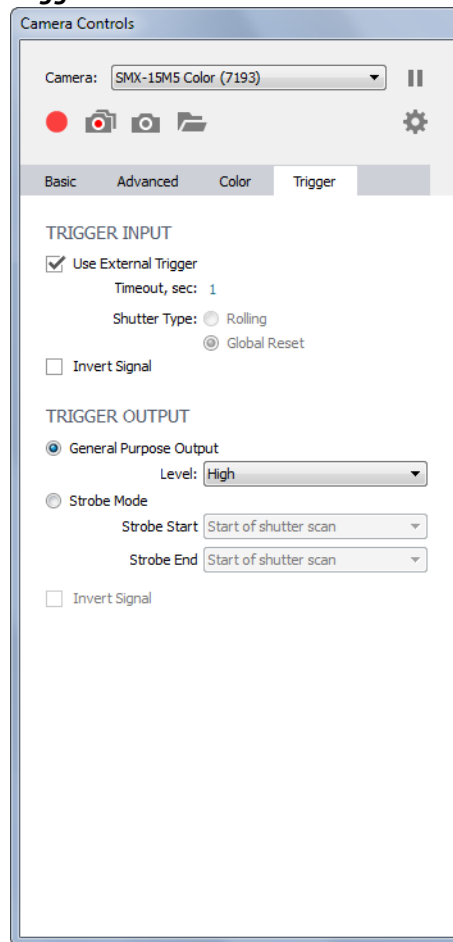 Camera Controls
Camera: SMX-15M5 Color (7193)
Basic Advanced Color Trigger
TRIGGER INPUT
Use External Trigger
Timeout, sec: 1
Shutter Type: Rolling
Global Reset
Invert Signal
TRIGGER OUTPUT
General Purpose Output
Level: High
Strobe Mode
Strobe Start Start of shutter scan
Strobe End Start of shutter scan
Invert Signal